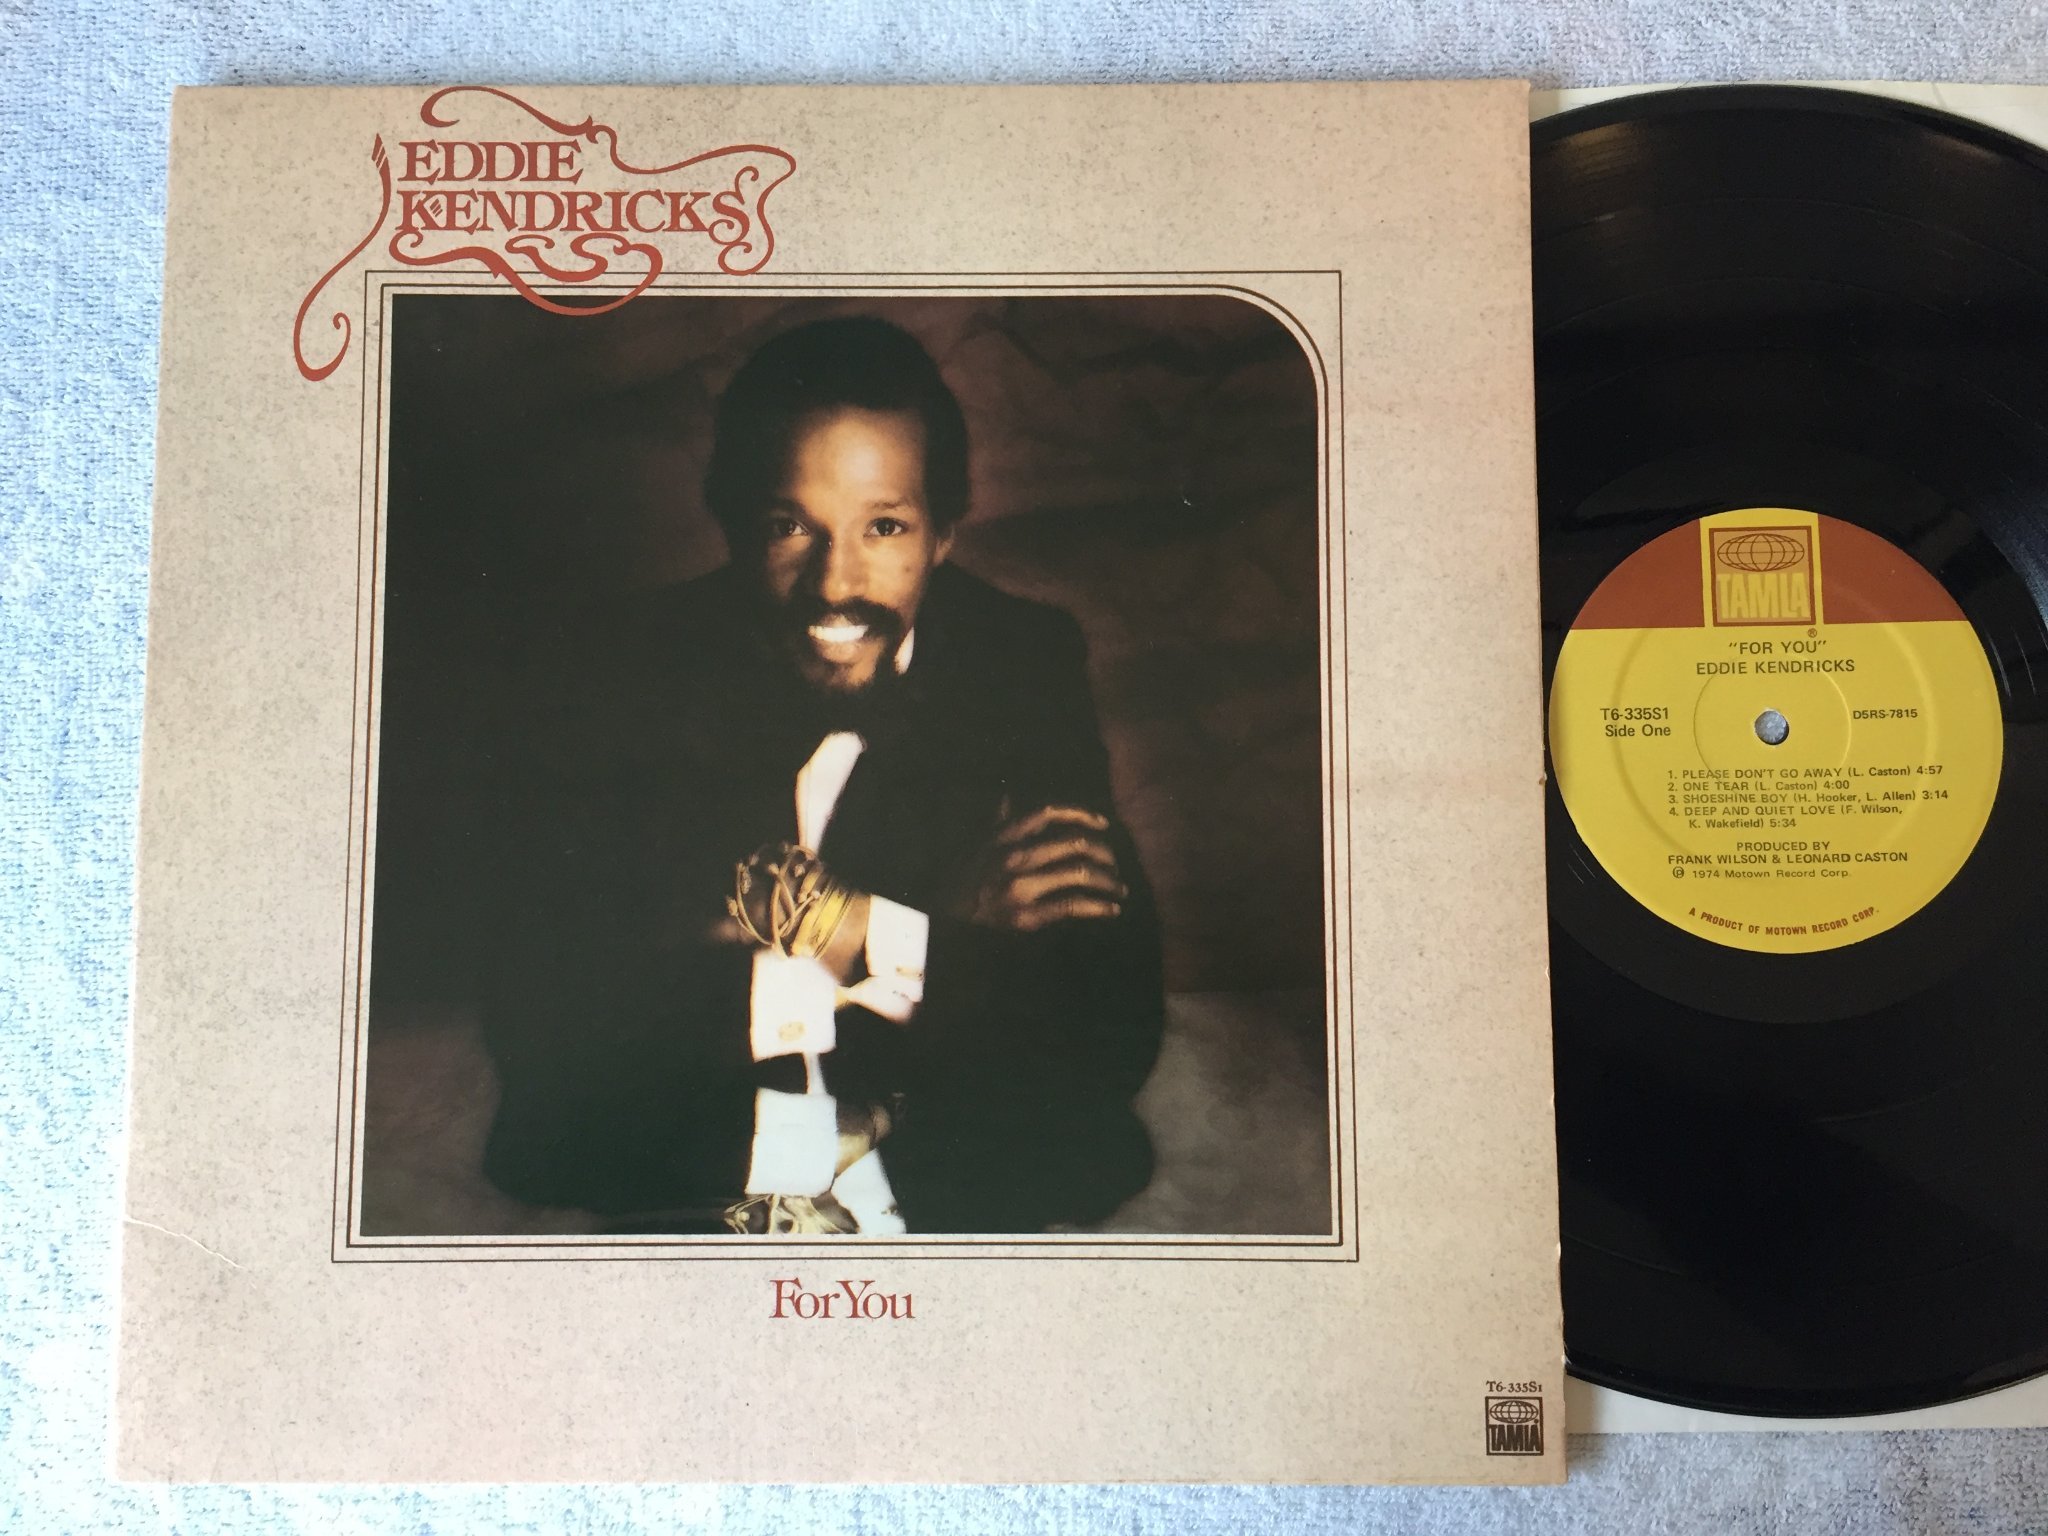 EDDIE
KENDRICKS
For You
T6-335S1
TAMLA
TAMLA
®
"FOR YOU"
EDDIE KENDRICKS
T6-335S1
Side One
D5RS-7815
1. PLEASE DON'T GO AWAY (L. Caston) 4:57
2. ONE TEAR (L. Caston) 4:00
3. SHOESHINE BOY (H. Hooker, L. Allen) 3:14
4. DEEP AND QUIET LOVE (F. Wilson,
K. Wakefield) 5:34
PRODUCED BY
FRANK WILSON & LEONARD CASTON
℗ 1974 Motown Record Corp.
A PRODUCT OF MOTOWN RECORD CORP.